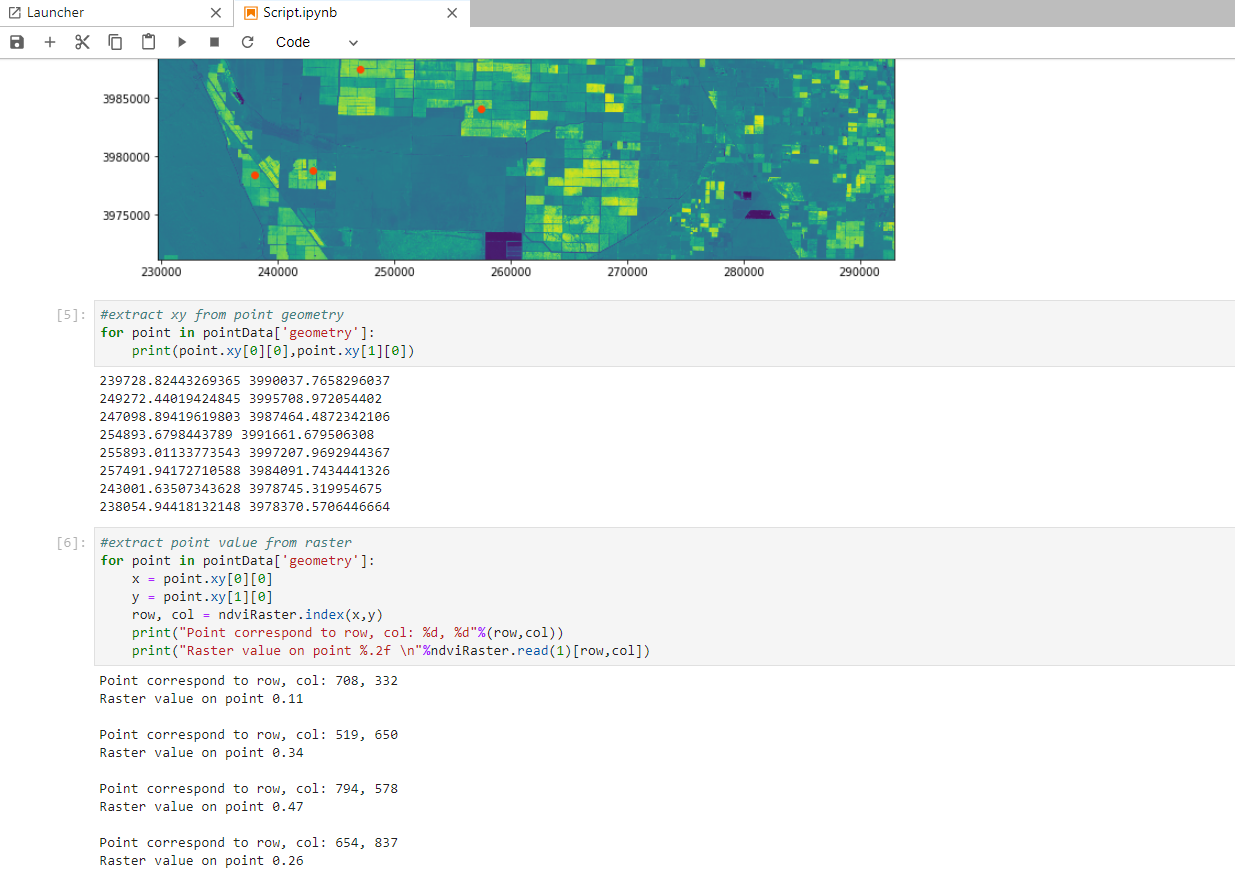 Launcher
Script.ipynb
Code
3985000
3980000
3975000
230000 240000 250000 260000 270000 280000 290000
[5]:
#extract xy from point geometry
for point in pointData['geometry']:
    print(point.xy[0][0],point.xy[1][0])
239728.82443269365 3990037.7658296037
249272.44019424845 3995708.972054402
247098.89419619803 3987464.4872342106
254893.6798443789 3991661.679506308
255893.01133773543 3997207.9692944367
257491.94172710588 3984091.7434441326
243001.63507343628 3978745.319954675
238054.94418132148 3978370.5706446664
[6]:
#extract point value from raster
for point in pointData['geometry']:
    x = point.xy[0][0]
    y = point.xy[1][0]
    row, col = ndviRaster.index(x,y)
    print("Point correspond to row, col: %d, %d"%(row,col))
    print("Raster value on point %.2f \n"%ndviRaster.read(1)[row,col])
Point correspond to row, col: 708, 332
Raster value on point 0.11
Point correspond to row, col: 519, 650
Raster value on point 0.34
Point correspond to row, col: 794, 578
Raster value on point 0.47
Point correspond to row, col: 654, 837
Raster value on point 0.26